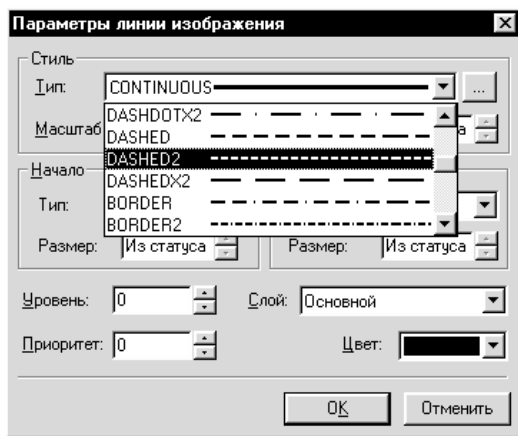 Параметры линии изображения
Стиль
Тип: CONTINUOUS ...
DASHDOTX2
Масштаб а
DASHED
DASHED2
Начало
DASHEDX2
Тип: BORDER
BORDER2
Размер: Из статуса Размер: Из статуса
Уровень: 0 Слой: Основной
Приоритет: 0 Цвет:
OK Отменить